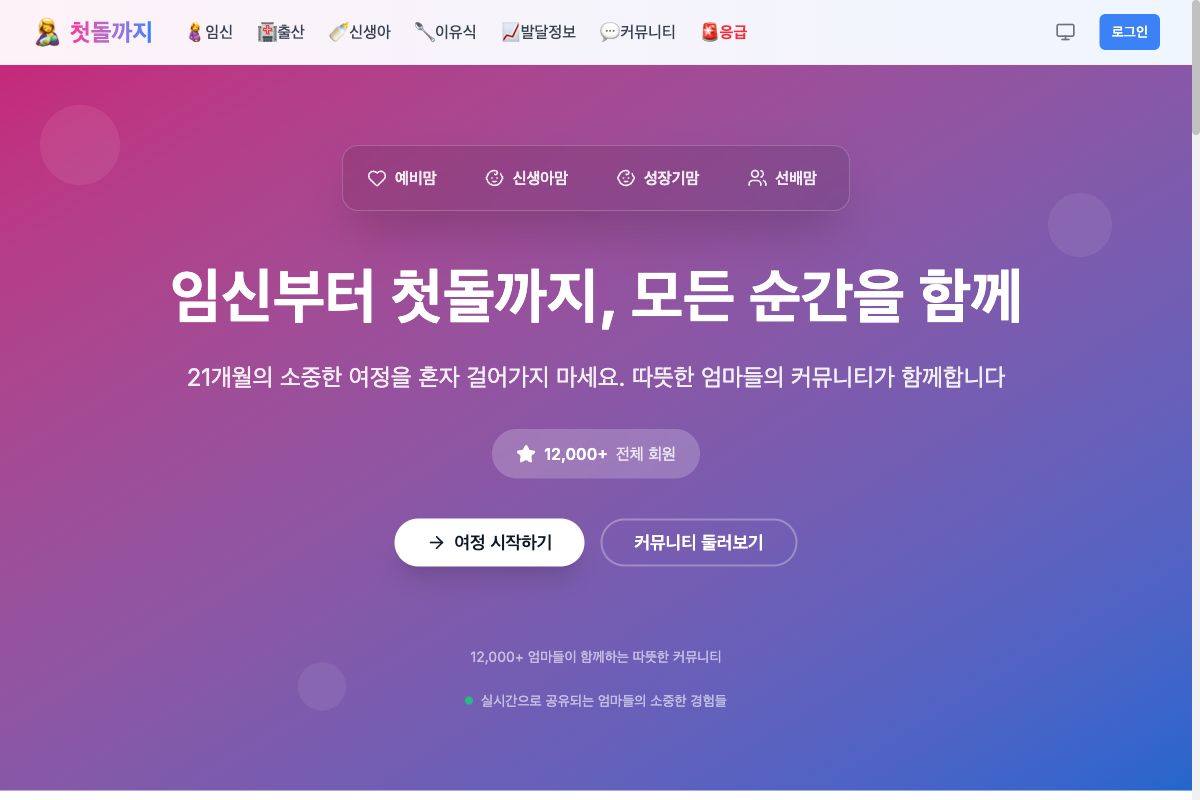 첫돌까지 임신 출산 신생아 이유식 발달정보 커뮤니티 응급 로그인
예비맘 신생아맘 성장기맘 선배맘
임신부터 첫돌까지, 모든 순간을 함께
21개월의 소중한 여정을 혼자 걸어가지 마세요. 따뜻한 엄마들의 커뮤니티가 함께합니다
12,000+ 전체 회원
여정 시작하기 커뮤니티 둘러보기
12,000+ 엄마들이 함께하는 따뜻한 커뮤니티
실시간으로 공유되는 엄마들의 소중한 경험들